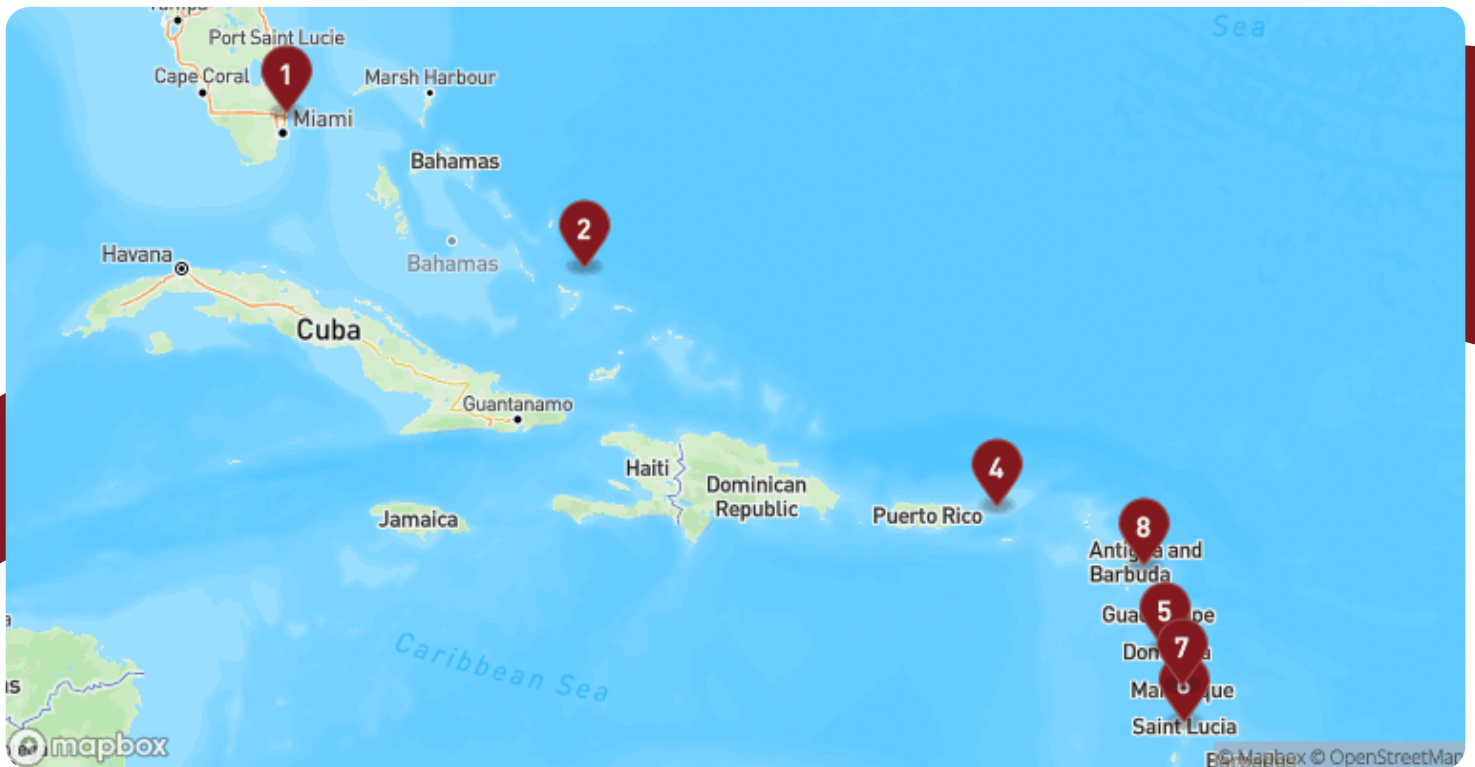 Sea
Port Saint Lucie
Cape Coral
1
Marsh Harbour
Miami
Bahamas
2
Havana
Bahamas
Cuba
Guantanamo
4
Haiti
Dominican
Republic
Puerto Rico
Jamaica
8
Antigua and
Barbuda
5
7
Caribbean Sea
Saint Lucia
mapbox
© Mapbox © OpenStreetMap